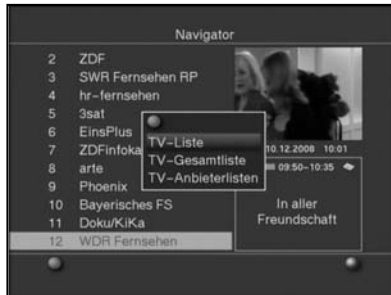 Navigator
2 ZDF
3 SWR Fernsehen RP
4 hr-fernsehen
5 3sat
6 EinsPlus
7 ZDFinfoka
8 arte
9 Phoenix
10 Bayerisches FS
11 Doku/KiKa
12 WDR Fernsehen
TV-Liste
TV-Gesamtliste
TV-Anbieterlisten
10.12.2008 10:01
09:50-10:35
In aller
Freundschaft